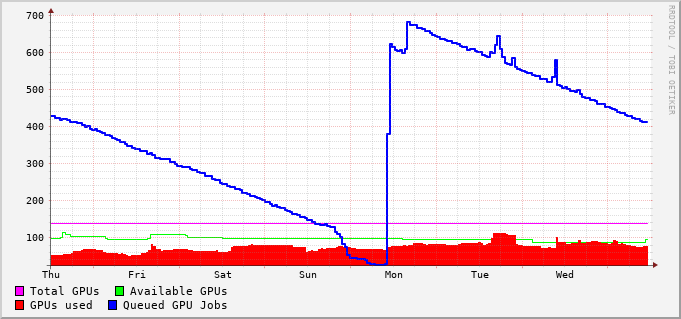 700
600
500
400
300
200
100
Thu Fri Sat Sun Mon Tue Wed
Total GPUs Available GPUs
GPUs used Queued GPU Jobs
RRDTOOL / TOBI OETIKER